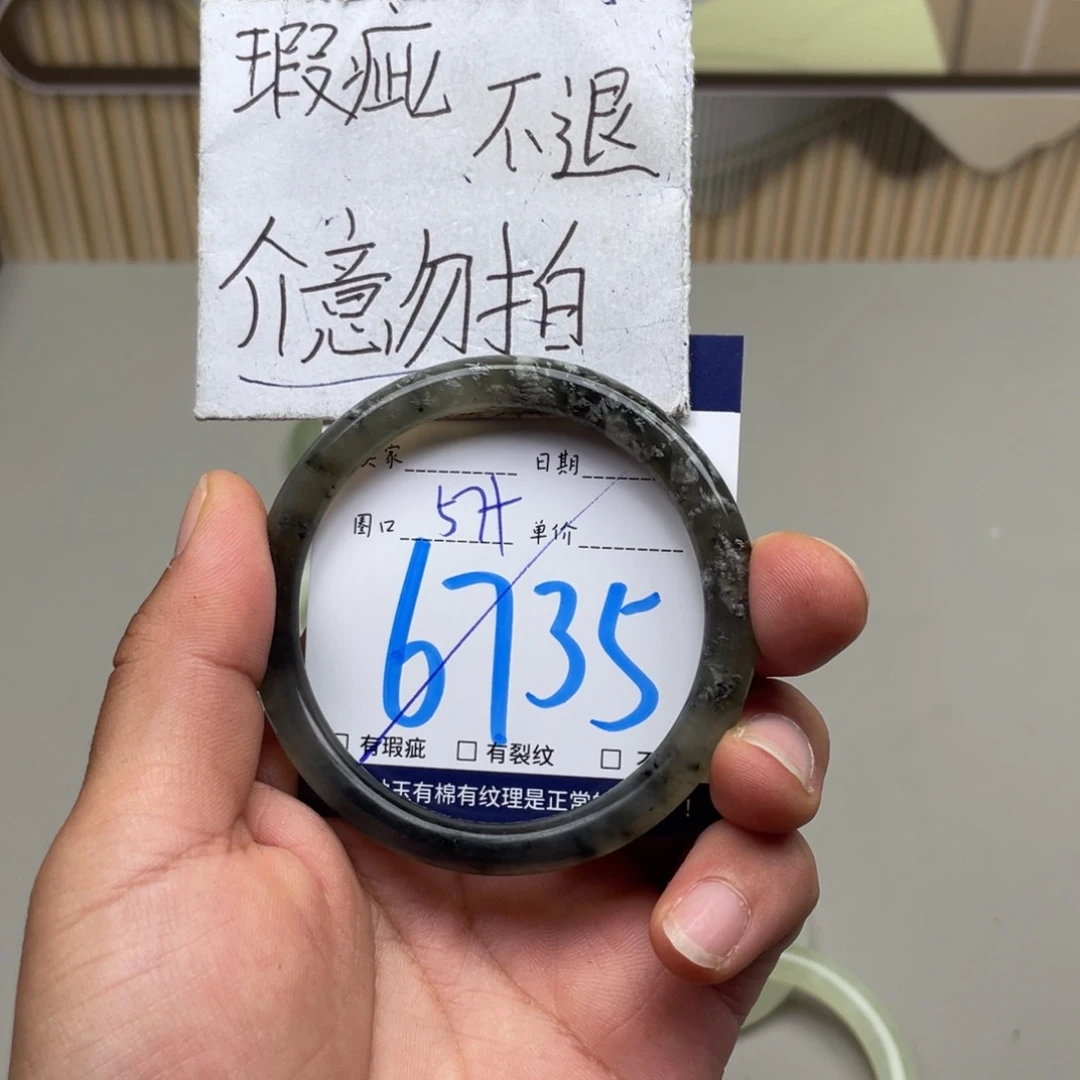 瑕疵 不退
介意勿拍
家 日期
圈口 57+ 单价
6735
□ 有瑕疵 □ 有裂纹 □
玉有棉有纹理是正常 !